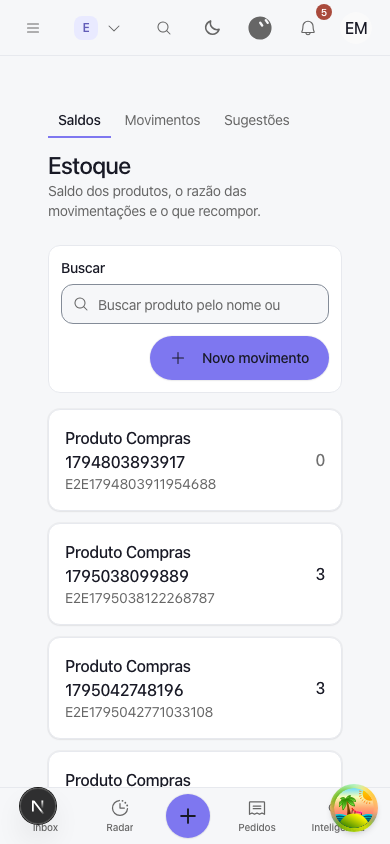 E
5
EM
Saldos Movimentos Sugestões
Estoque
Saldo dos produtos, o razão das
movimentações e o que recompor.
Buscar
Buscar produto pelo nome ou
Novo movimento
Produto Compras
1794803893917
0
E2E1794803911954688
Produto Compras
1795038099889
3
E2E1795038122268787
Produto Compras
1795042748196
3
E2E1795042771033108
Produto Compras
N
Inbox Radar Pedidos